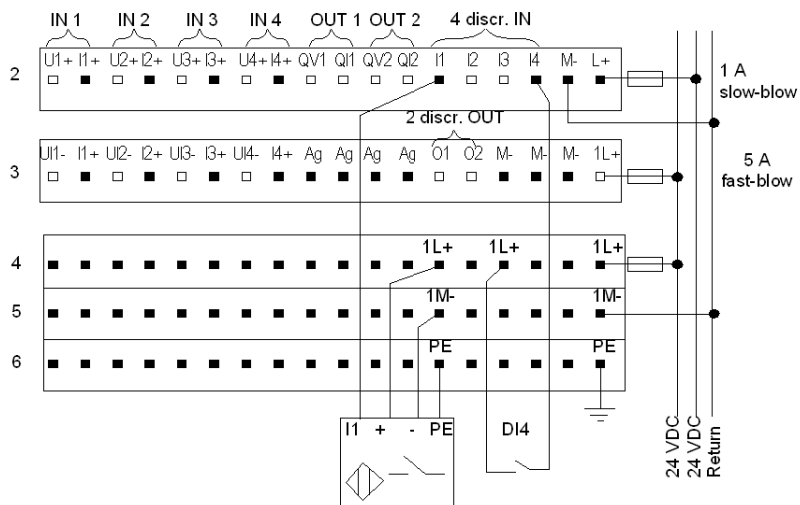 IN 1 IN 2 IN 3 IN 4 OUT 1 OUT 2 4 discr. IN
2 U1+ I1+ U2+ I2+ U3+ I3+ U4+ I4+ QV1 QI1 QV2 QI2 I1 I2 I3 I4 M- L+
1 A
slow-blow
2 discr. OUT
3 UI1- I1+ UI2- I2+ UI3- I3+ UI4- I4+ Ag Ag Ag Ag O1 O2 M- M- M- 1L+
5 A
fast-blow
4 1L+ 1L+ 1L+
5 1M- 1M-
6 PE PE
I1 + - PE DI4
24 VDC
24 VDC
Return